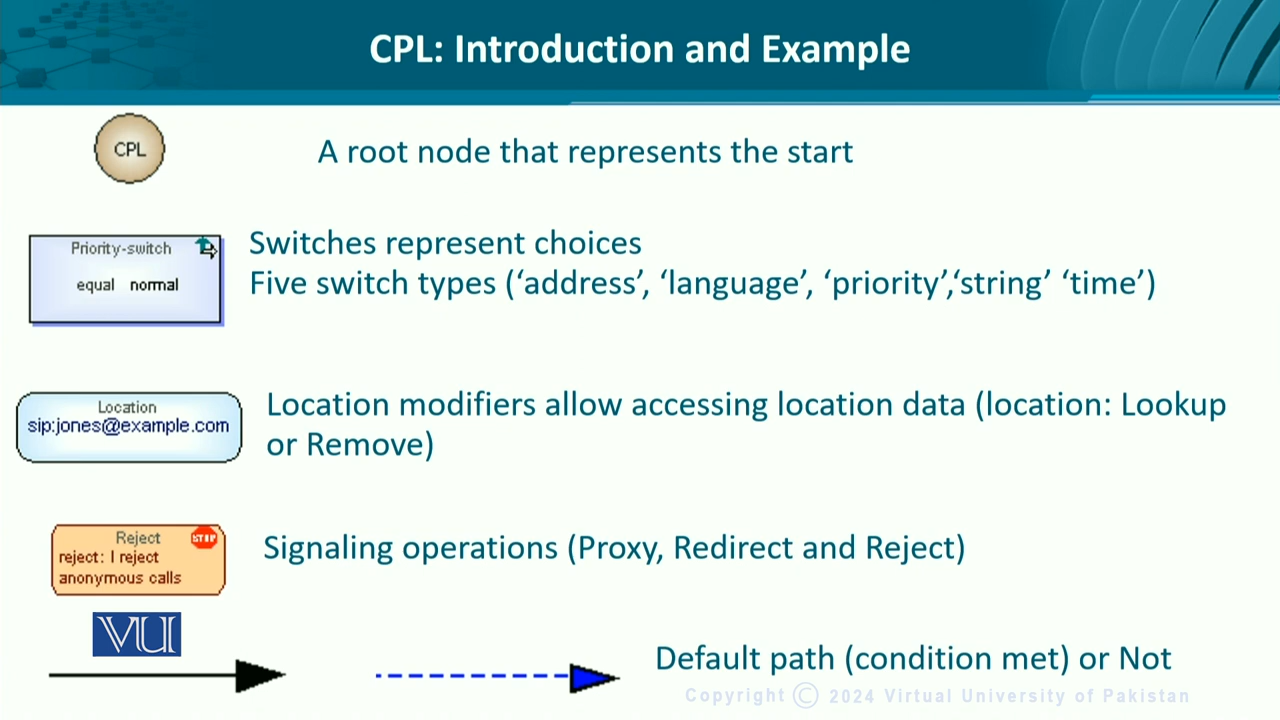 CPL: Introduction and Example
CPL
A root node that represents the start
Priority-switch
equal normal
Switches represent choices
Five switch types (‘address’, ‘language’, ‘priority’,‘string’ ‘time’)
Location
sip:jones@example.com
Location modifiers allow accessing location data (location: Lookup
or Remove)
Reject
STOP
reject: I reject
anonymous calls
Signaling operations (Proxy, Redirect and Reject)
VU
Default path (condition met) or Not
Copyright © 2024 Virtual University of Pakistan